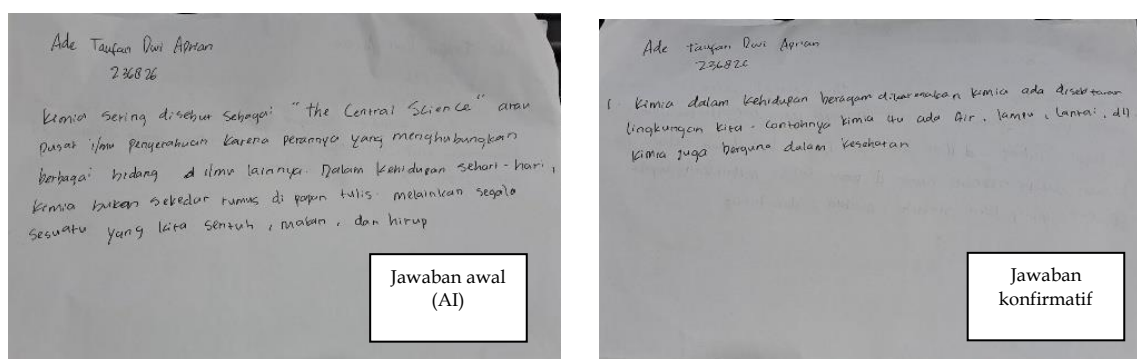 Ade Taufan Dwi Aprian
236826
Kimia sering disebut sebagai "the Central Science" atau
pusat ilmu pengetahuan karena perannya yang menghubungkan
berbagai bidang ilmu lainnya. Dalam kehidupan sehari-hari,
kimia bukan sekedar rumus di papan tulis. melainkan segala
sesuatu yang kita sentuh, makan, dan hirup
Jawaban awal
(AI)
Ade Taufan Dwi Aprian
236826
1. Kimia dalam kehidupan beragam dikarenakan kimia ada disekitaran
lingkungan kita. Contohnya kimia itu ada Air, lampu, lantai, dll
kimia juga berguna dalam kesehatan
Jawaban
konfirmatif